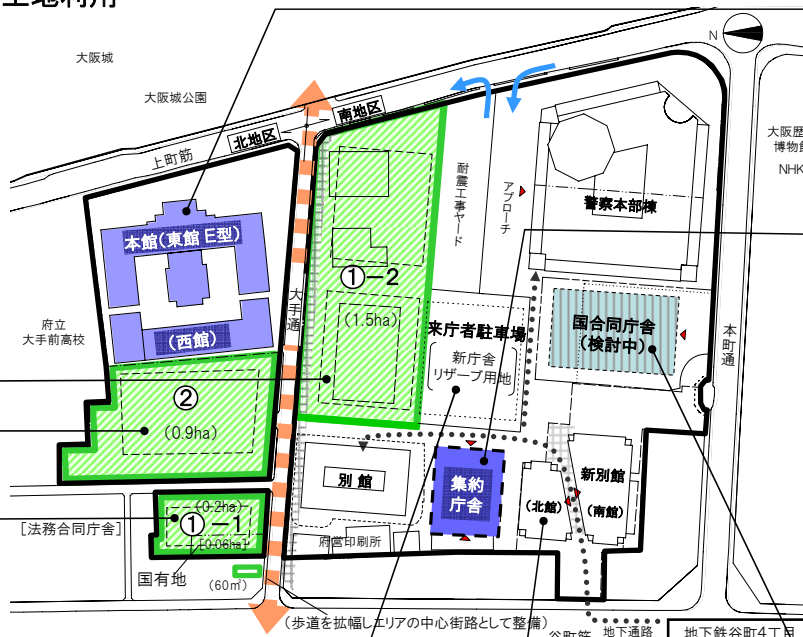 土地利用
N
大阪城
大阪城公園
上町筋
北地区
南地区
大阪歴
博物館
NHK
耐震工事ヤード
アプローチ
警察本部棟
本館(東館E型)
(西館)
府立
大手前高校
大手通
①-2
(1.5ha)
来庁者駐車場
新庁舎
リザーブ用地
国合同庁舎
(検討中)
本町通
②
(0.9ha)
別館
集約
庁舎
新別館
(北館)
(南館)
[法務合同庁舎]
(0.2ha)
①-1
[0.06ha]
国有地
(60㎡)
府営印刷所
(歩道を拡幅しエリアの中心街路として整備)
谷町筋
地下通路
地下鉄谷町4丁目